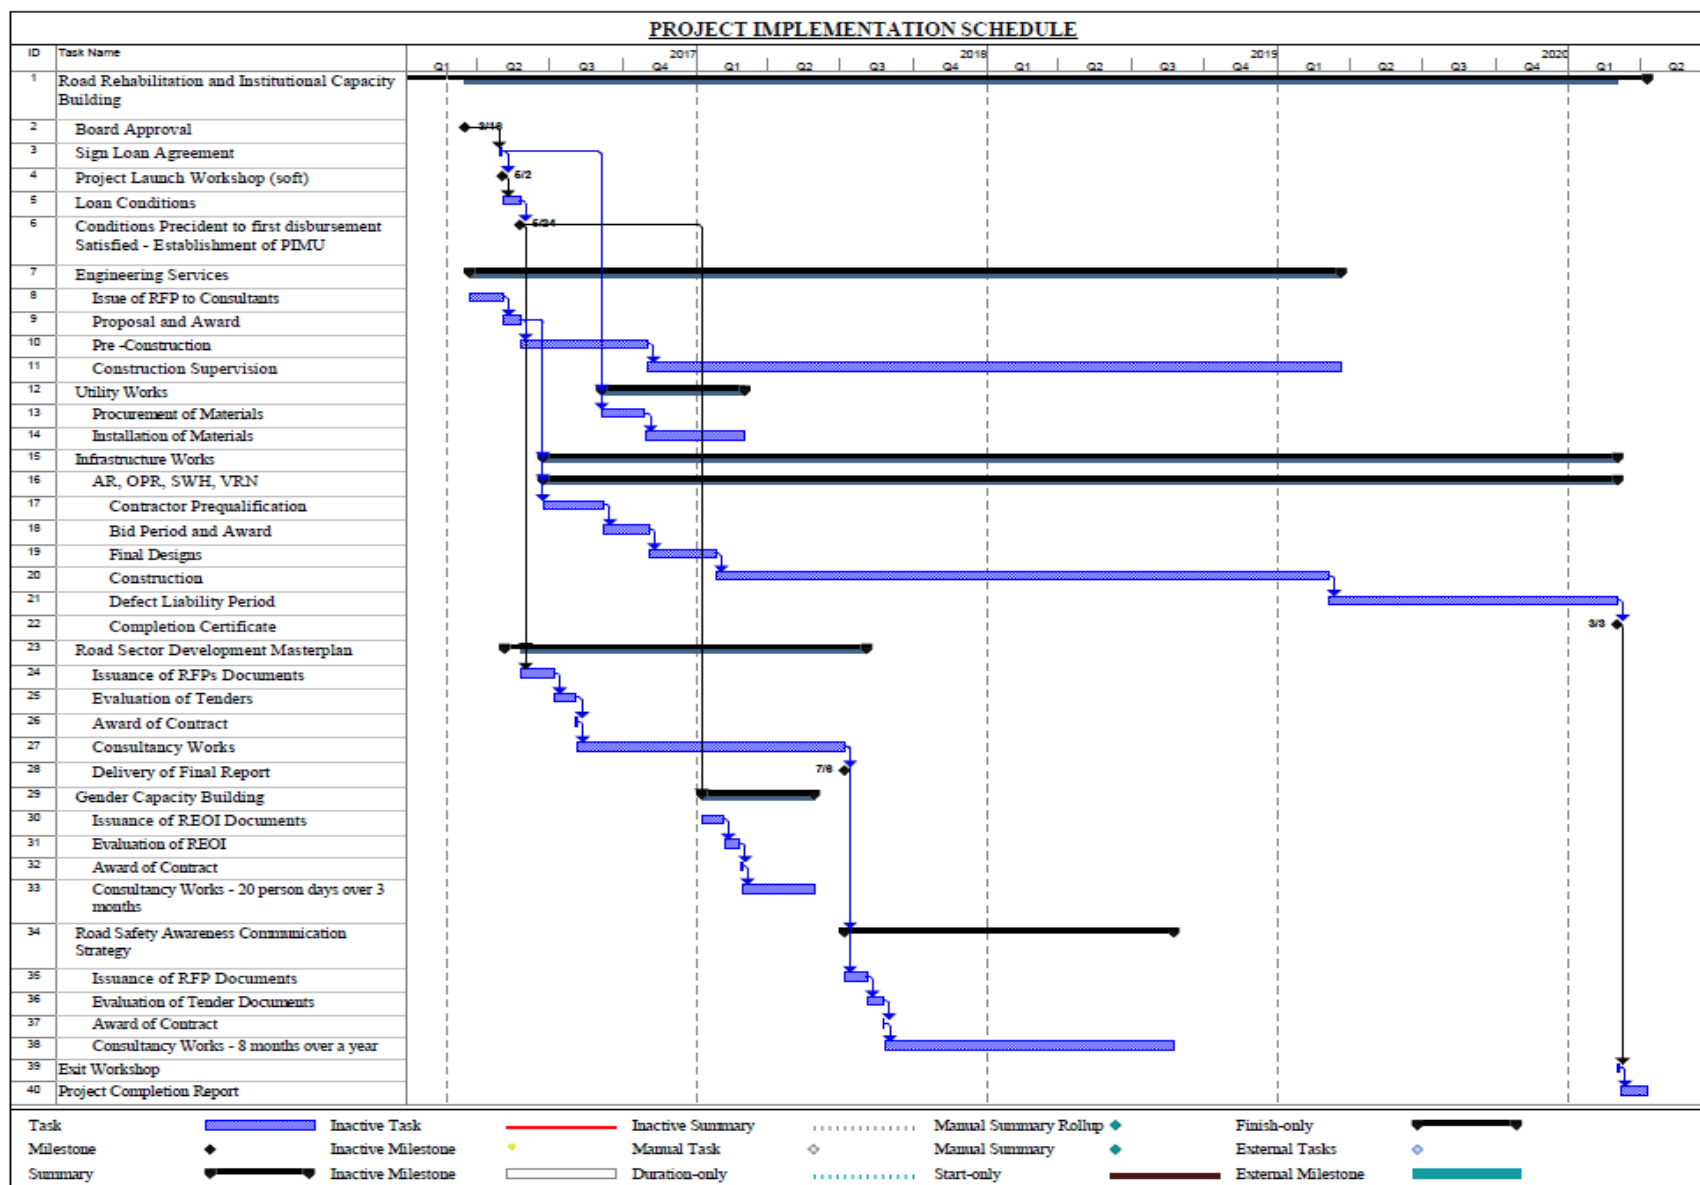 PROJECT IMPLEMENTATION SCHEDULE
ID Task Name 2017 2018 2019 2020
Q1 Q2 Q3 Q4 Q1 Q2 Q3 Q4 Q1 Q2 Q3 Q4 Q1 Q2 Q3 Q4 Q1 Q2
1 Road Rehabilitation and Institutional Capacity
Building
2 Board Approval 3/16
3 Sign Loan Agreement
4 Project Launch Workshop (soft) 5/2
5 Loan Conditions
6 Conditions Precident to first disbursement 5/24
Satisfied - Establishment of PIMU
7 Engineering Services
8 Issue of RFP to Consultants
9 Proposal and Award
10 Pre -Construction
11 Construction Supervision
12 Utility Works
13 Procurement of Materials
14 Installation of Materials
15 Infrastructure Works
16 AR, OPR, SWH, VRN
17 Contractor Prequalification
18 Bid Period and Award
19 Final Designs
20 Construction
21 Defect Liability Period
22 Completion Certificate 3/3
23 Road Sector Development Masterplan
24 Issuance of RFPs Documents
25 Evaluation of Tenders
26 Award of Contract
27 Consultancy Works
28 Delivery of Final Report 7/6
29 Gender Capacity Building
30 Issuance of REOI Documents
31 Evaluation of REOI
32 Award of Contract
33 Consultancy Works - 20 person days over 3
months
34 Road Safety Awareness Communication
Strategy
35 Issuance of RFP Documents
36 Evaluation of Tender Documents
37 Award of Contract
38 Consultancy Works - 8 months over a year
39 Exit Workshop
40 Project Completion Report
Task Inactive Task Inactive Summary Manual Summary Rollup Finish-only
Milestone Inactive Milestone Manual Task Manual Summary External Tasks
Summary Inactive Milestone Duration-only Start-only External Milestone